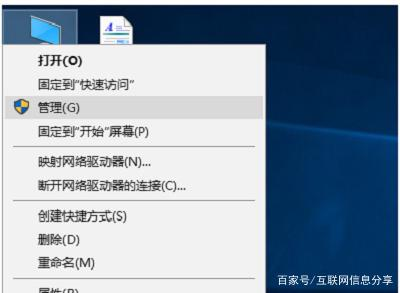 打开(O)
固定到"快速访问"
管理(G)
固定到"开始"屏幕(P)
映射网络驱动器(N)...
断开网络驱动器的连接(C)...
创建快捷方式(S)
删除(D)
重命名(M)
属性(R)
百家号/互联网信息分享